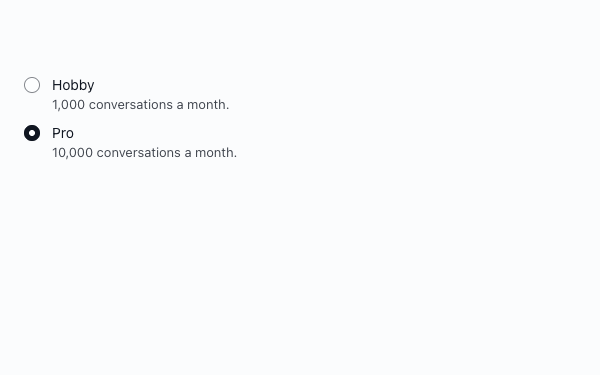 Hobby
1,000 conversations a month.
Pro
10,000 conversations a month.